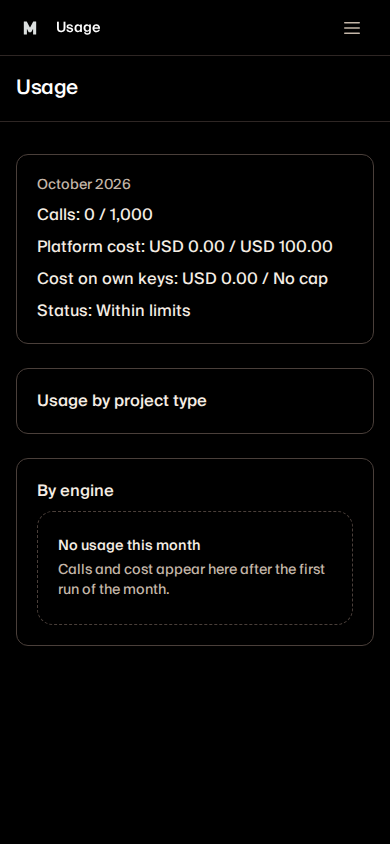 M
Usage
Usage
October 2026
Calls: 0 / 1,000
Platform cost: USD 0.00 / USD 100.00
Cost on own keys: USD 0.00 / No cap
Status: Within limits
Usage by project type
By engine
No usage this month
Calls and cost appear here after the first
run of the month.